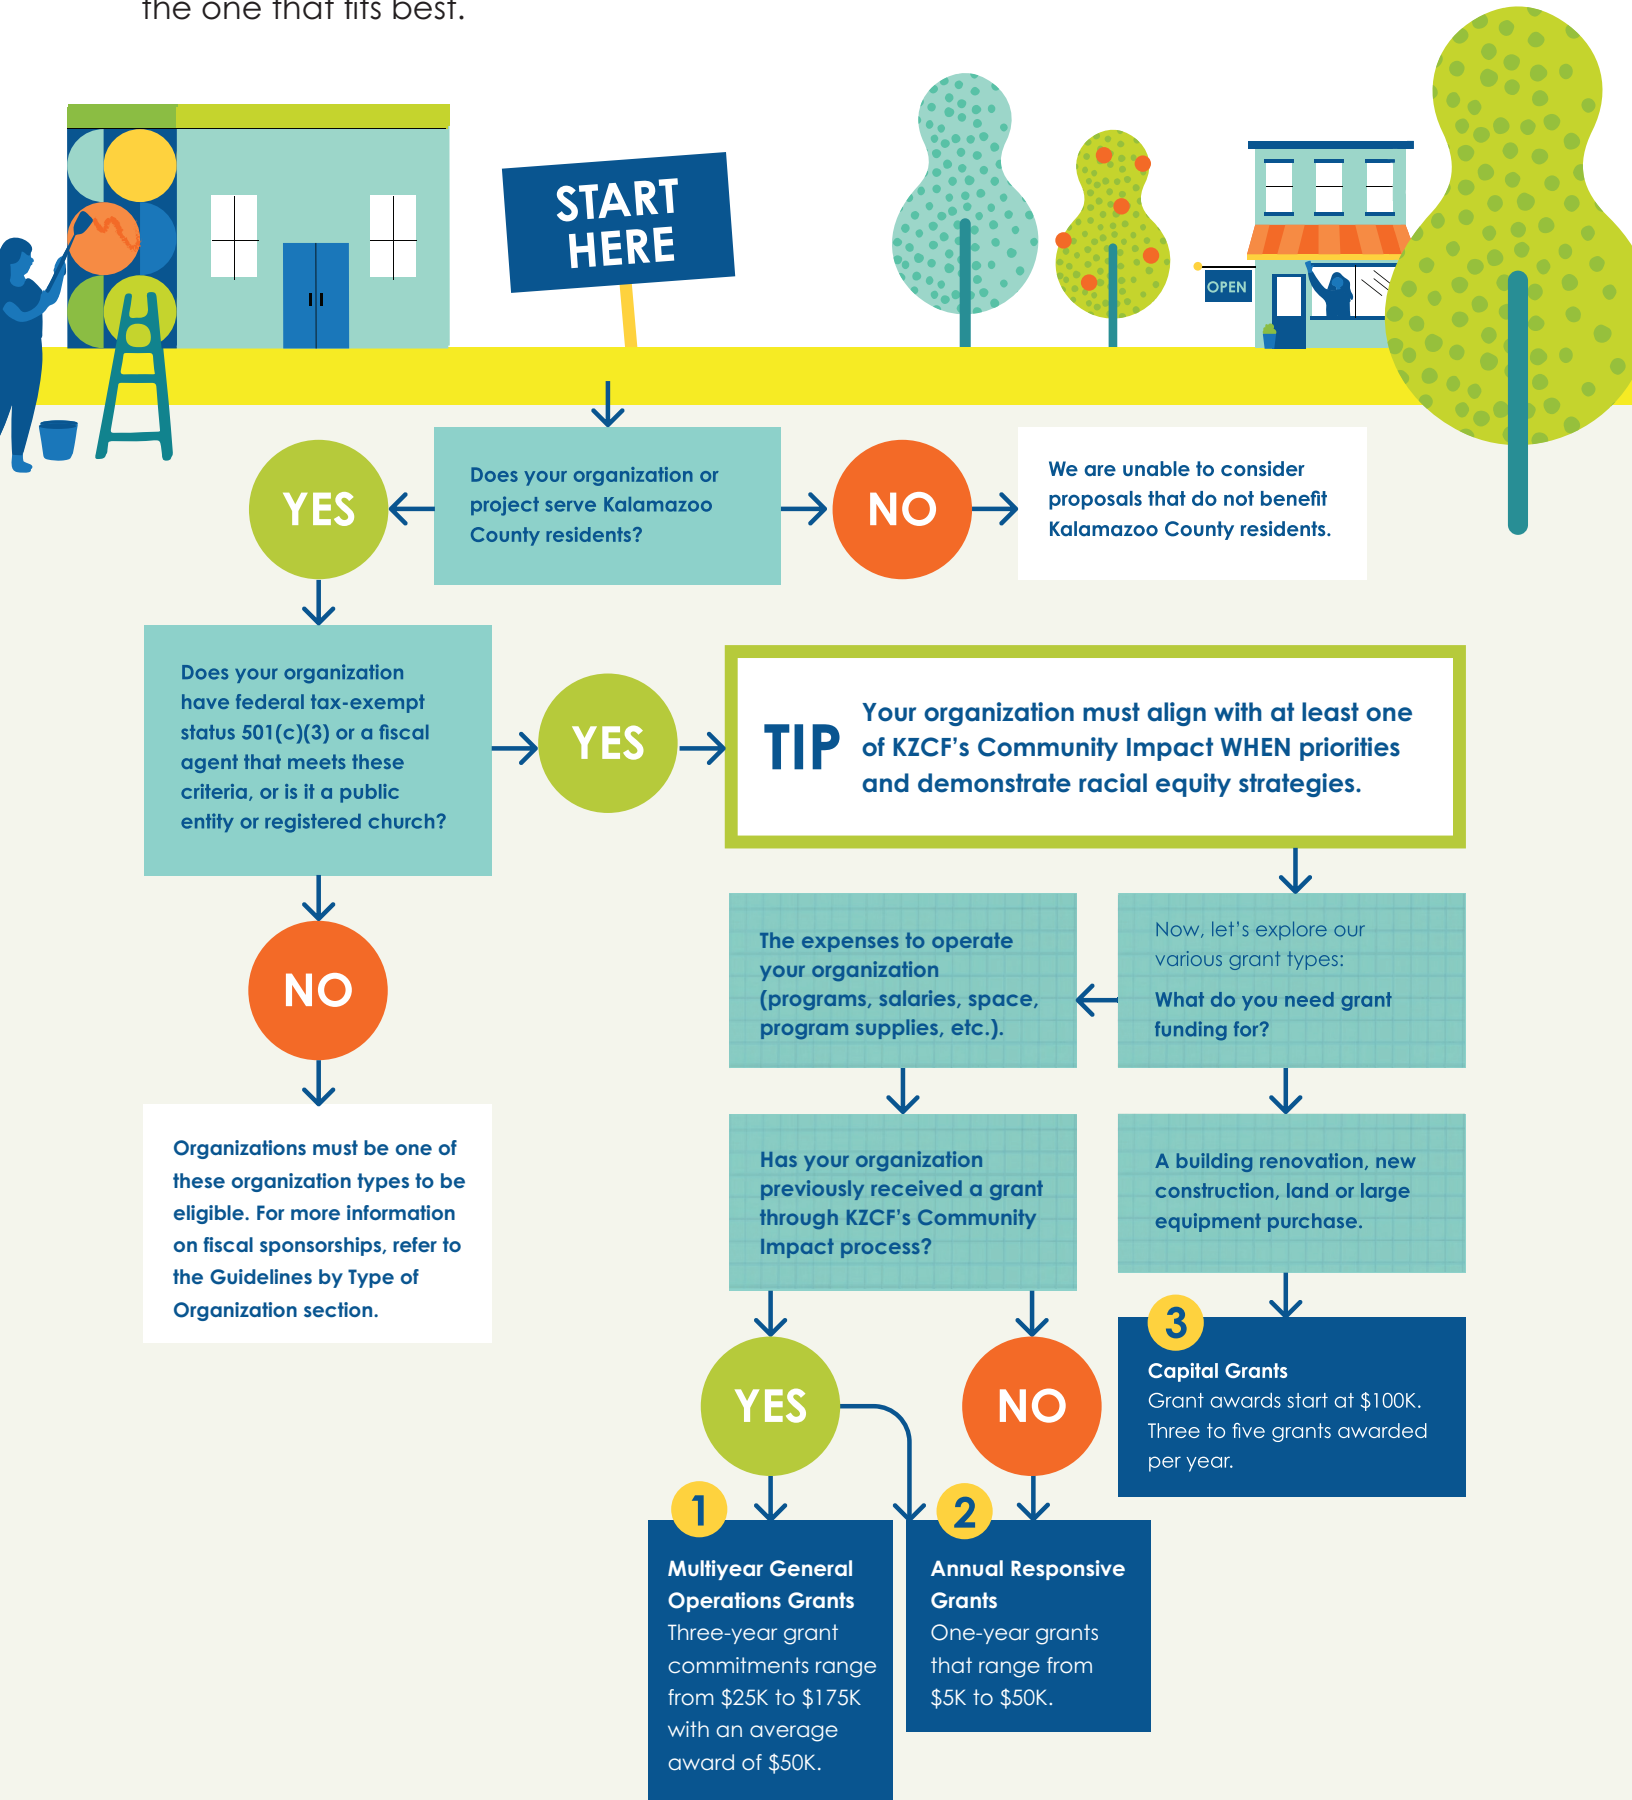 the one that fits best.
START
HERE
OPEN
Does your organization or
project serve Kalamazoo
County residents?
YES
NO
We are unable to consider
proposals that do not benefit
Kalamazoo County residents.
Does your organization
have federal tax-exempt
status 501(c)(3) or a fiscal
agent that meets these
criteria, or is it a public
entity or registered church?
YES
TIP
Your organization must align with at least one
of KZCF’s Community Impact WHEN priorities
and demonstrate racial equity strategies.
NO
Organizations must be one of
these organization types to be
eligible. For more information
on fiscal sponsorships, refer to
the Guidelines by Type of
Organization section.
Now, let’s explore our
various grant types:
What do you need grant
funding for?
The expenses to operate
your organization
(programs, salaries, space,
program supplies, etc.).
Has your organization
previously received a grant
through KZCF’s Community
Impact process?
A building renovation, new
construction, land or large
equipment purchase.
YES
NO
3
Capital Grants
Grant awards start at $100K.
Three to five grants awarded
per year.
1
Multiyear General
Operations Grants
Three-year grant
commitments range
from $25K to $175K
with an average
award of $50K.
2
Annual Responsive
Grants
One-year grants
that range from
$5K to $50K.